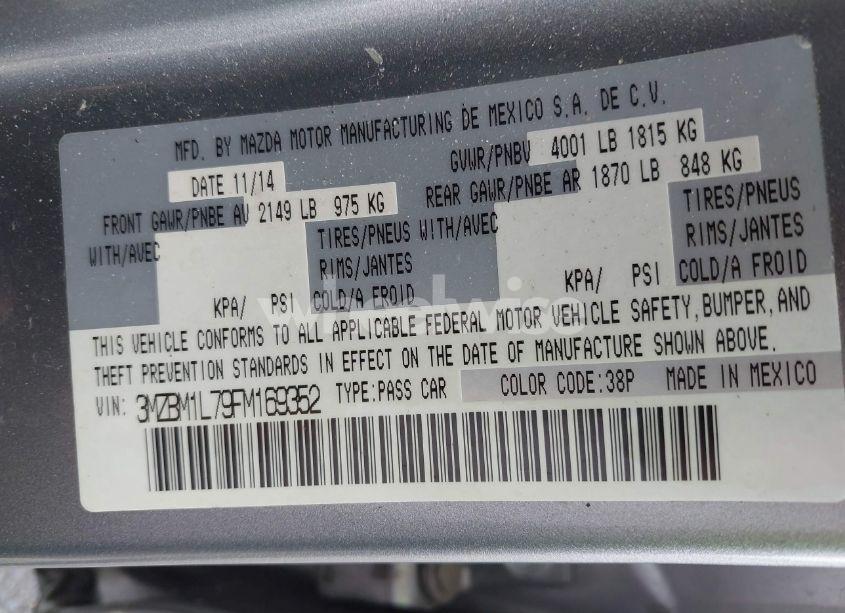 MFD. BY MAZDA MOTOR MANUFACTURING DE MEXICO S.A. DE C.V.
DATE 11/14 GVWR/PNBV 4001 LB 1815 KG
FRONT GAWR/PNBE AV 2149 LB 975 KG REAR GAWR/PNBE AR 1870 LB 848 KG
WITH/AVEC TIRES/PNEUS WITH/AVEC TIRES/PNEUS
RIMS/JANTES RIMS/JANTES
KPA/ PSI COLD/A FROID KPA/ PSI COLD/A FROID
wheelwise
THIS VEHICLE CONFORMS TO ALL APPLICABLE FEDERAL MOTOR VEHICLE SAFETY, BUMPER, AND
THEFT PREVENTION STANDARDS IN EFFECT ON THE DATE OF MANUFACTURE SHOWN ABOVE.
VIN: 3MZBM1L79FM169352 TYPE:PASS CAR COLOR CODE:38P MADE IN MEXICO